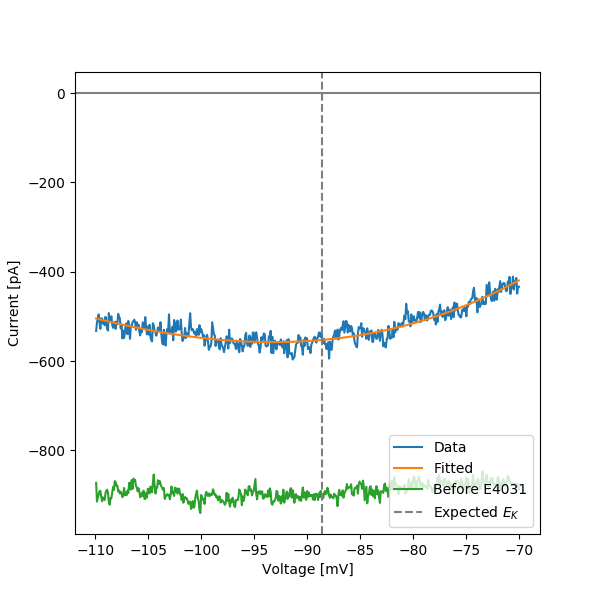 0
−200
−400
−600
−800
Current [pA]
Data
Fitted
Before E4031
Expected E_K
−110 −105 −100 −95 −90 −85 −80 −75 −70
Voltage [mV]